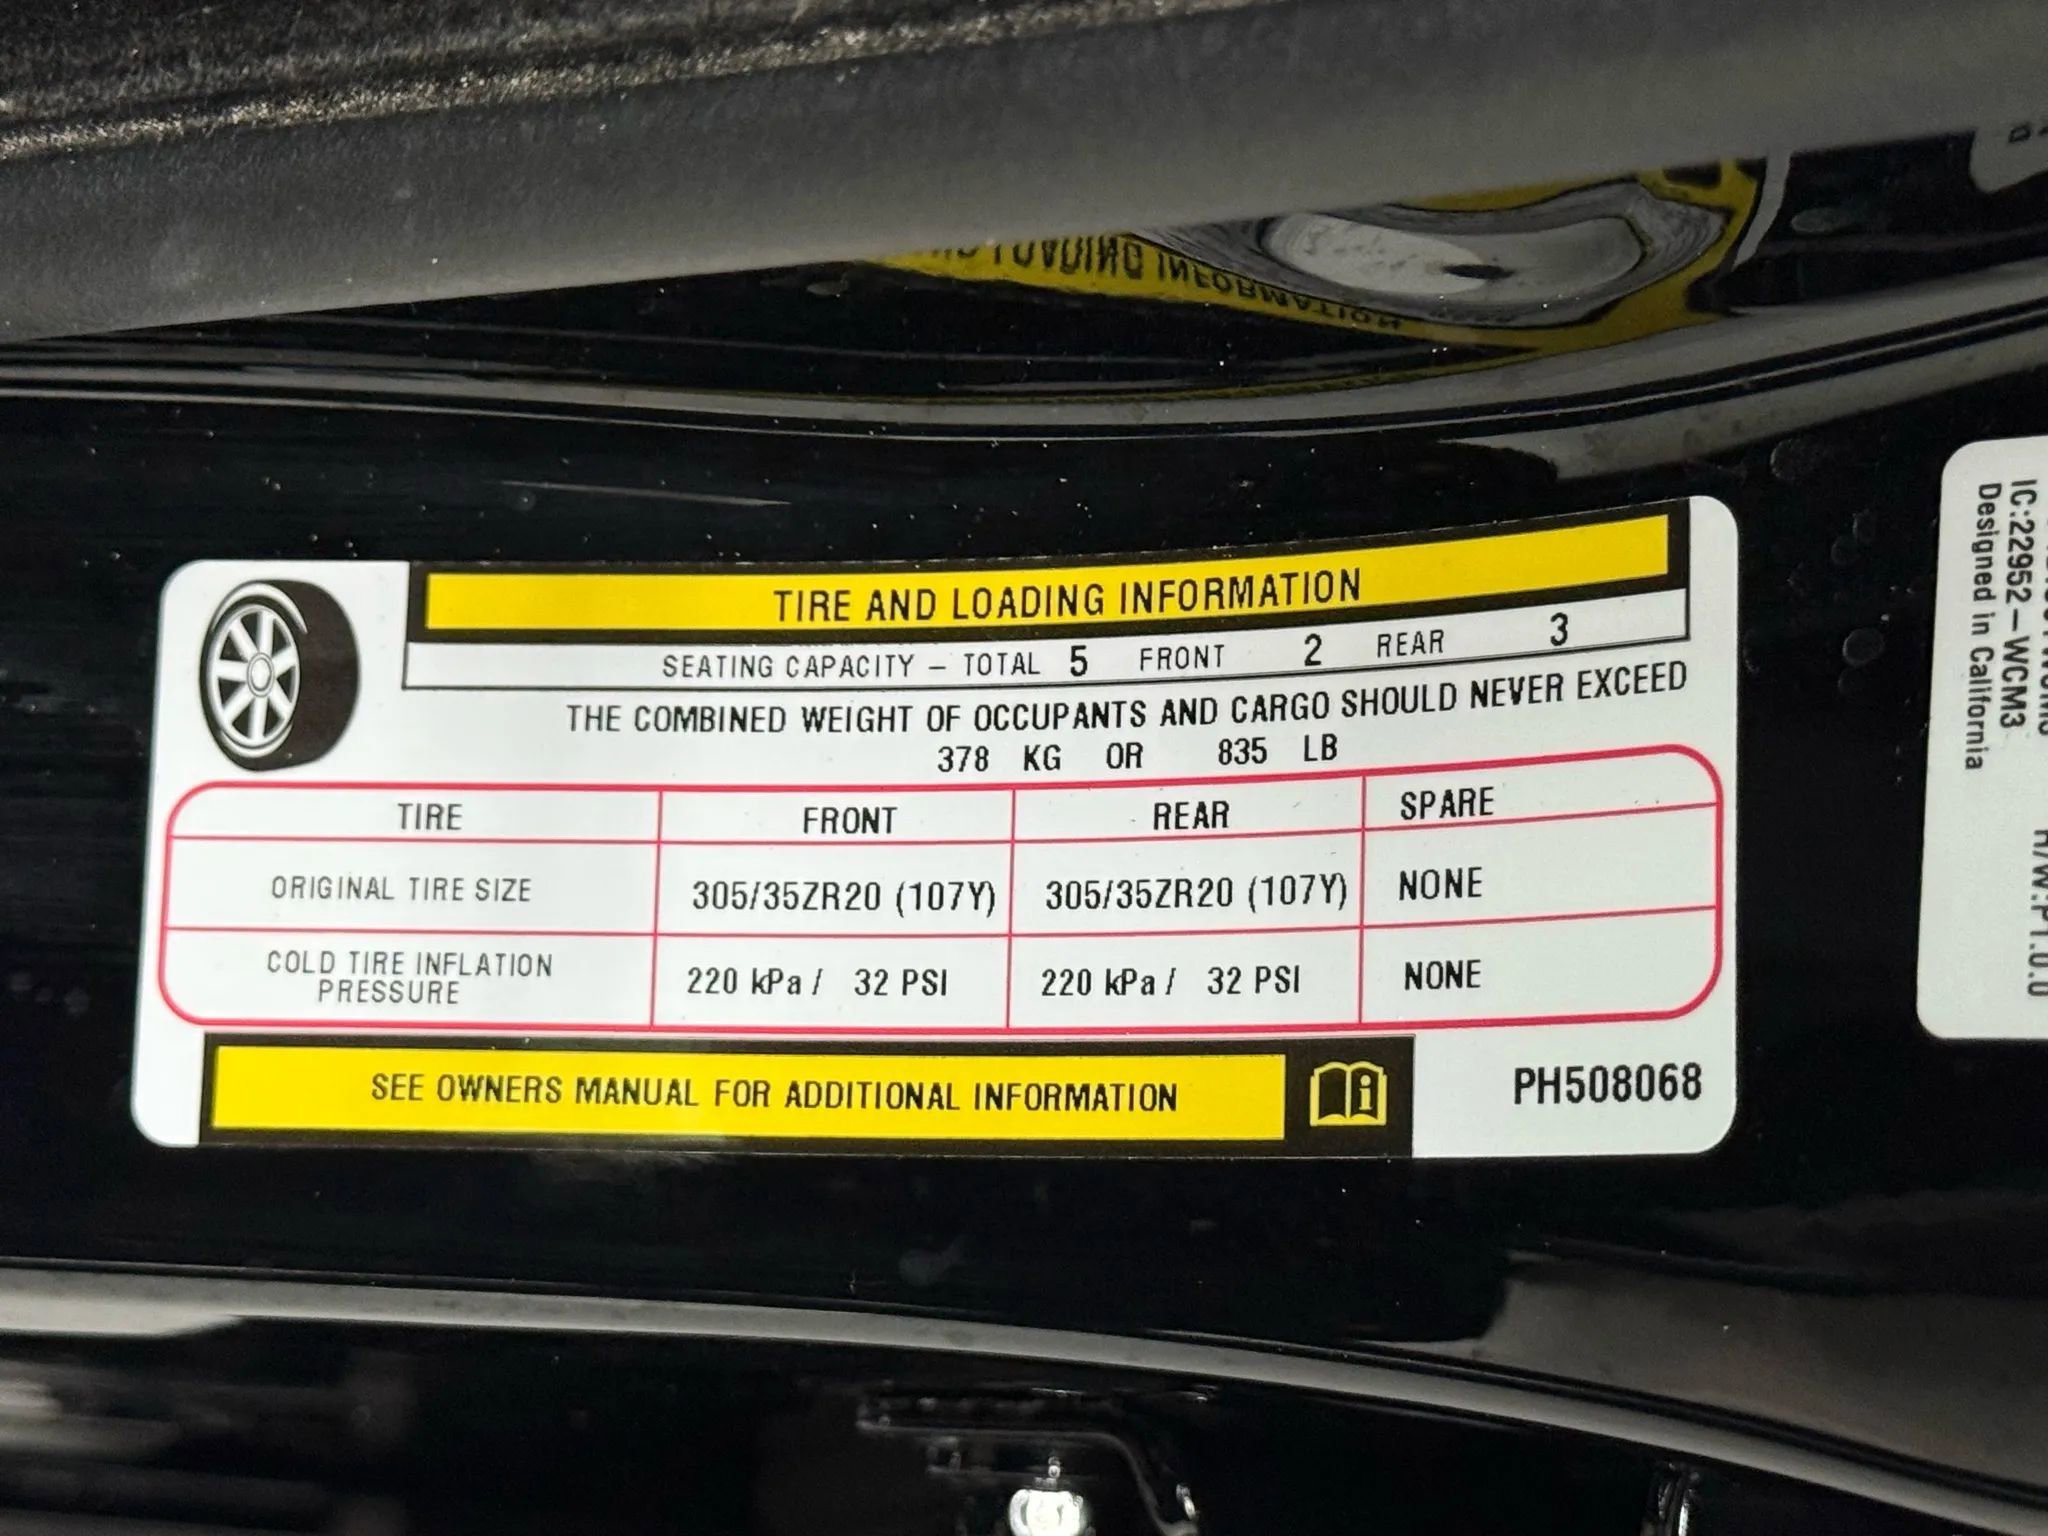 TIRE AND LOADING INFORMATION
SEATING CAPACITY – TOTAL 5 FRONT 2 REAR 3
THE COMBINED WEIGHT OF OCCUPANTS AND CARGO SHOULD NEVER EXCEED
378 KG OR 835 LB
TIRE FRONT REAR SPARE
ORIGINAL TIRE SIZE 305/35ZR20 (107Y) 305/35ZR20 (107Y) NONE
COLD TIRE INFLATION
PRESSURE 220 kPa / 32 PSI 220 kPa / 32 PSI NONE
SEE OWNERS MANUAL FOR ADDITIONAL INFORMATION
PH508068
IC:22952-WCM3
Designed in California
LOADING INFORMATION